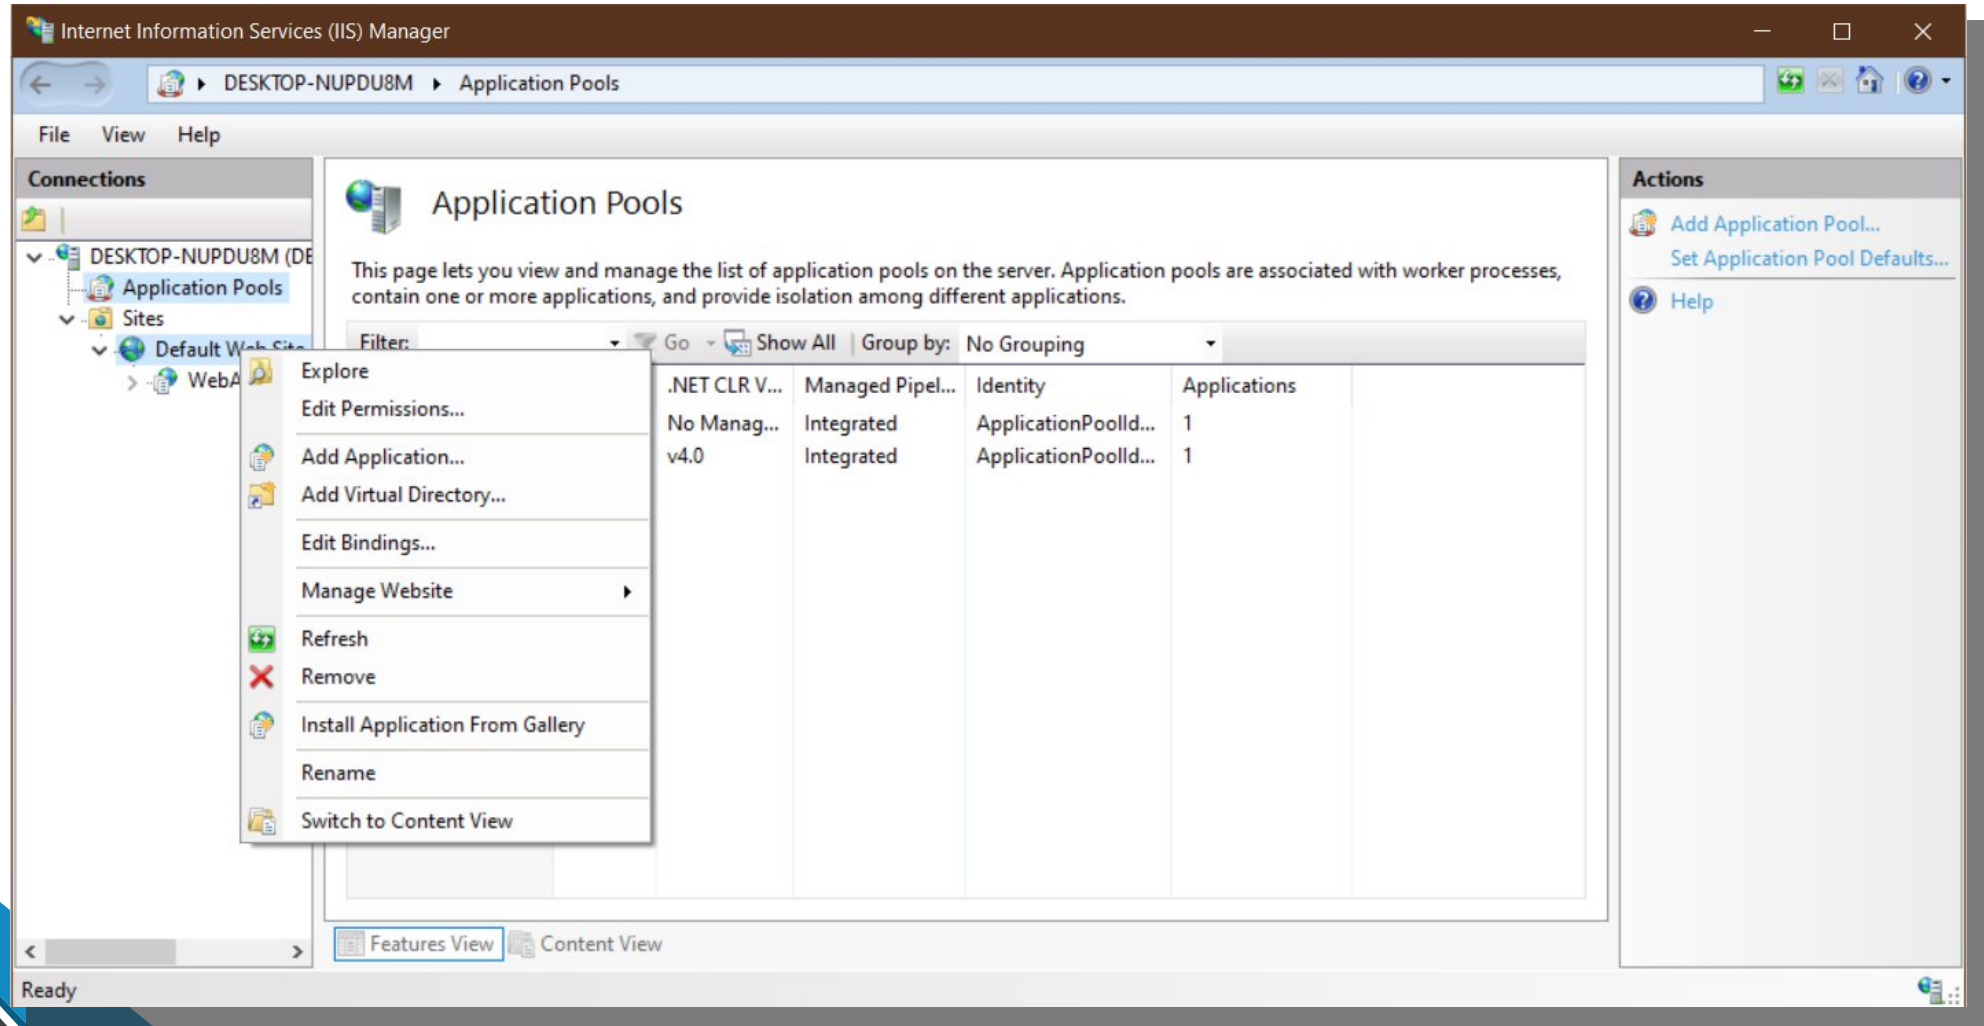 Internet Information Services (IIS) Manager
DESKTOP-NUPDU8M Application Pools
File View Help
Connections
DESKTOP-NUPDU8M (DE
Application Pools
Sites
Default Web Site
WebA
Explore
Edit Permissions...
Add Application...
Add Virtual Directory...
Edit Bindings...
Manage Website
Refresh
Remove
Install Application From Gallery
Rename
Switch to Content View
Application Pools
This page lets you view and manage the list of application pools on the server. Application pools are associated with worker processes,
contain one or more applications, and provide isolation among different applications.
Filter: Go Show All Group by: No Grouping
.NET CLR V... Managed Pipel... Identity Applications
No Manag... Integrated ApplicationPoolId... 1
v4.0 Integrated ApplicationPoolId... 1
Features View Content View
Actions
Add Application Pool...
Set Application Pool Defaults...
Help
Ready